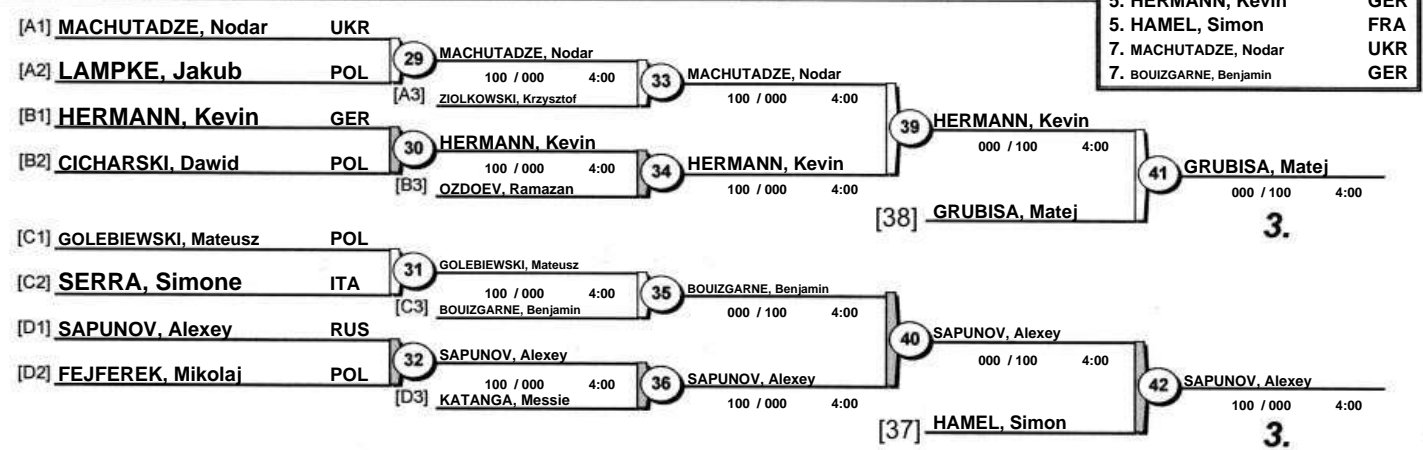 5. HERMANN, Kevin GER
5. HAMEL, Simon FRA
7. MACHUTADZE, Nodar UKR
7. BOUIZGARNE, Benjamin GER
[A1] MACHUTADZE, Nodar UKR
29
MACHUTADZE, Nodar
[A2] LAMPKE, Jakub POL
100 / 000 4:00
33
MACHUTADZE, Nodar
[A3] ZIOLKOWSKI, Krzysztof
100 / 000 4:00
[B1] HERMANN, Kevin GER
39
HERMANN, Kevin
30
HERMANN, Kevin
000 / 100 4:00
[B2] CICHARSKI, Dawid POL
100 / 000 4:00
34
HERMANN, Kevin
41
GRUBISA, Matej
[B3] OZDOEV, Ramazan
100 / 000 4:00
000 / 100 4:00
[38] GRUBISA, Matej
3.
[C1] GOLEBIEWSKI, Mateusz POL
31
GOLEBIEWSKI, Mateusz
[C2] SERRA, Simone ITA
100 / 000 4:00
35
BOUIZGARNE, Benjamin
[C3] BOUIZGARNE, Benjamin
000 / 100 4:00
[D1] SAPUNOV, Alexey RUS
40
SAPUNOV, Alexey
32
SAPUNOV, Alexey
000 / 100 4:00
[D2] FEJFEREK, Mikolaj POL
100 / 000 4:00
36
SAPUNOV, Alexey
42
SAPUNOV, Alexey
[D3] KATANGA, Messie
100 / 000 4:00
100 / 000 4:00
[37] HAMEL, Simon
3.